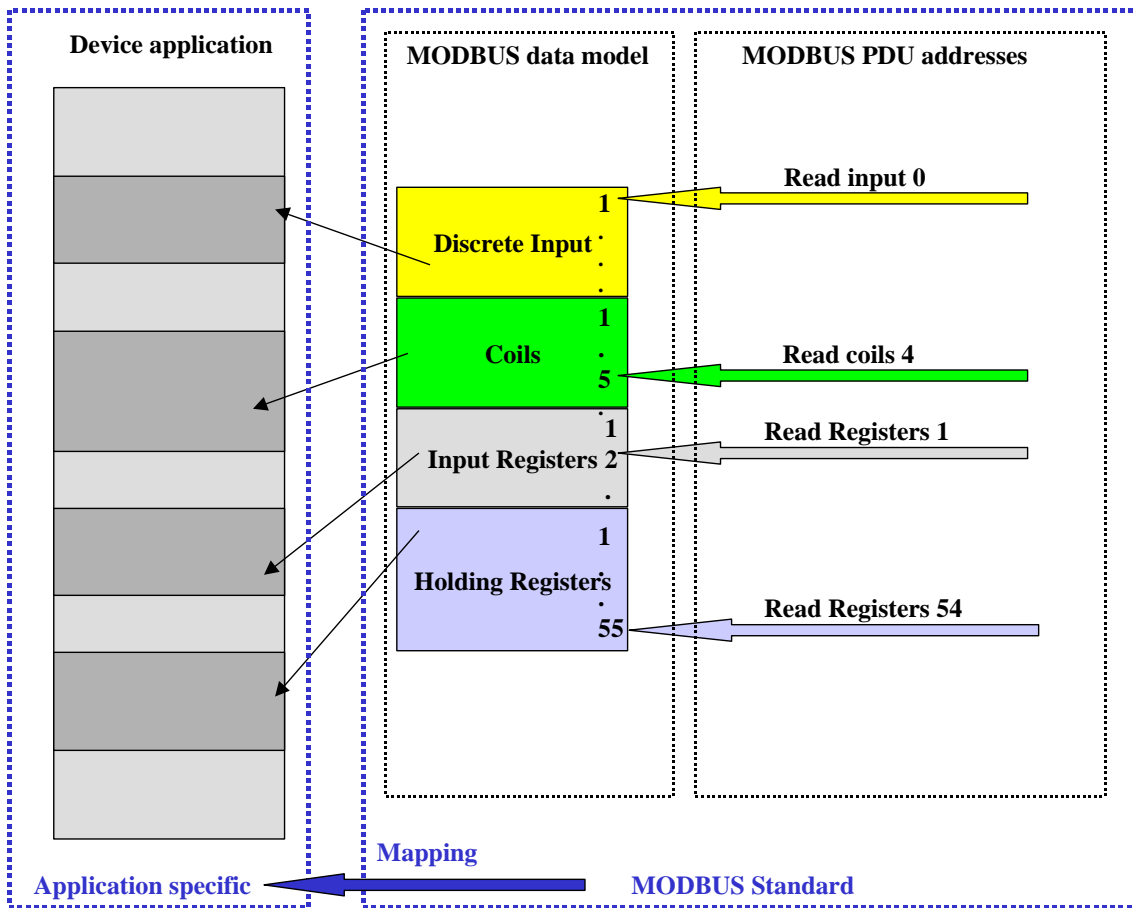 Device application
MODBUS data model
MODBUS PDU addresses
Read input 0
1
Discrete Input .
.
.
1
Coils
.
5
Read coils 4
.
1
Input Registers 2
.
Read Registers 1
1
.
Holding Registers
.
55
Read Registers 54
Mapping
Application specific
MODBUS Standard